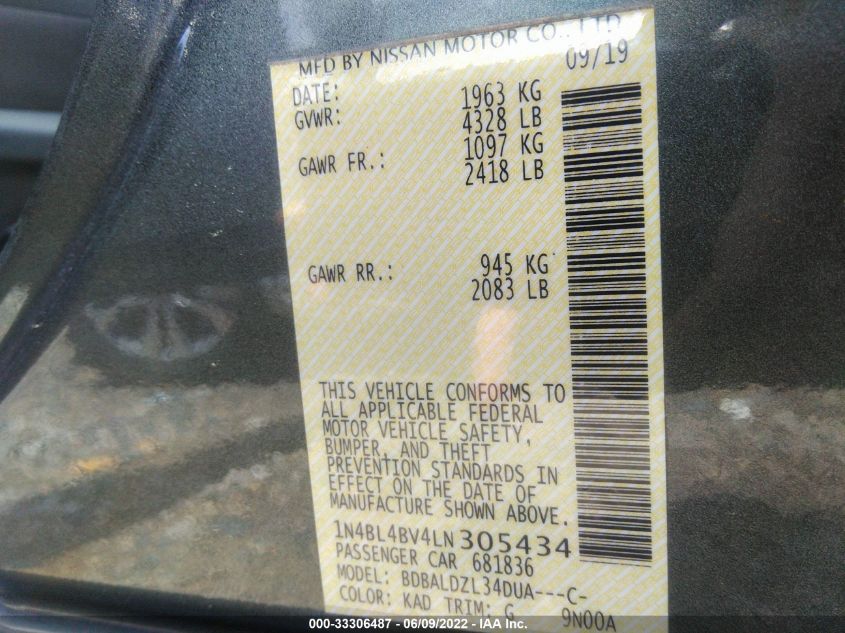 MFD BY NISSAN MOTOR CO., LTD
DATE: 09/19
GVWR: 1963 KG
4328 LB
GAWR FR.: 1097 KG
2418 LB
GAWR RR.: 945 KG
2083 LB
THIS VEHICLE CONFORMS TO
ALL APPLICABLE FEDERAL
MOTOR VEHICLE SAFETY,
BUMPER, AND THEFT
PREVENTION STANDARDS IN
EFFECT ON THE DATE OF
MANUFACTURE SHOWN ABOVE.
1N4BL4BV4LN305434
PASSENGER CAR 681836
MODEL: BDBALDZL34DUA---C-
COLOR: KAD TRIM: G 9N00A
000-33306487 - 06/09/2022 - IAA Inc.